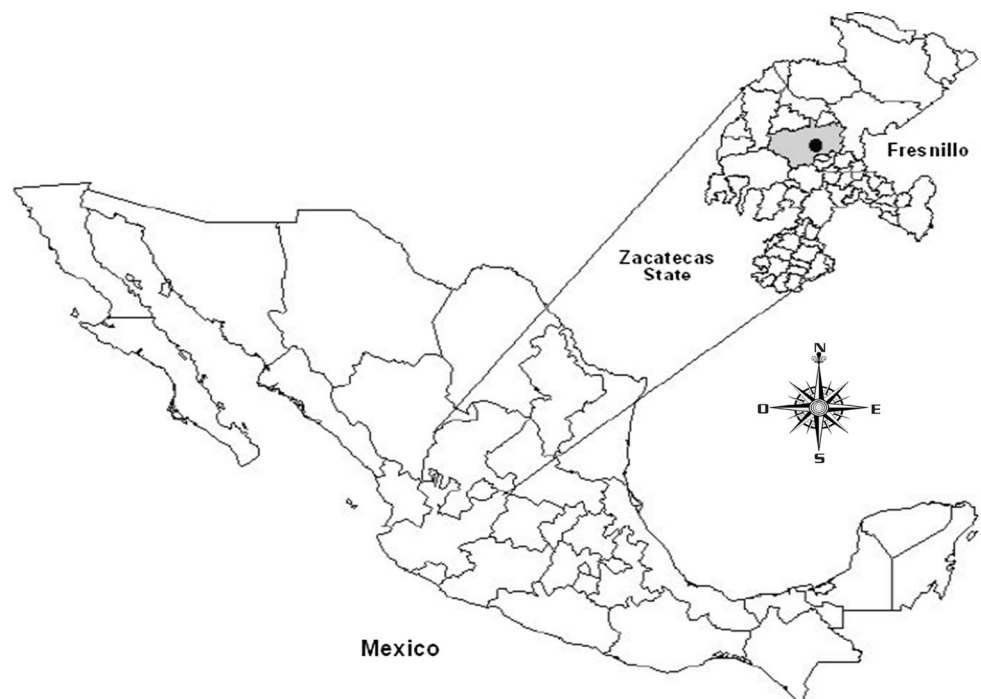 Fresnillo
Zacatecas
State
N
O E
S
Mexico